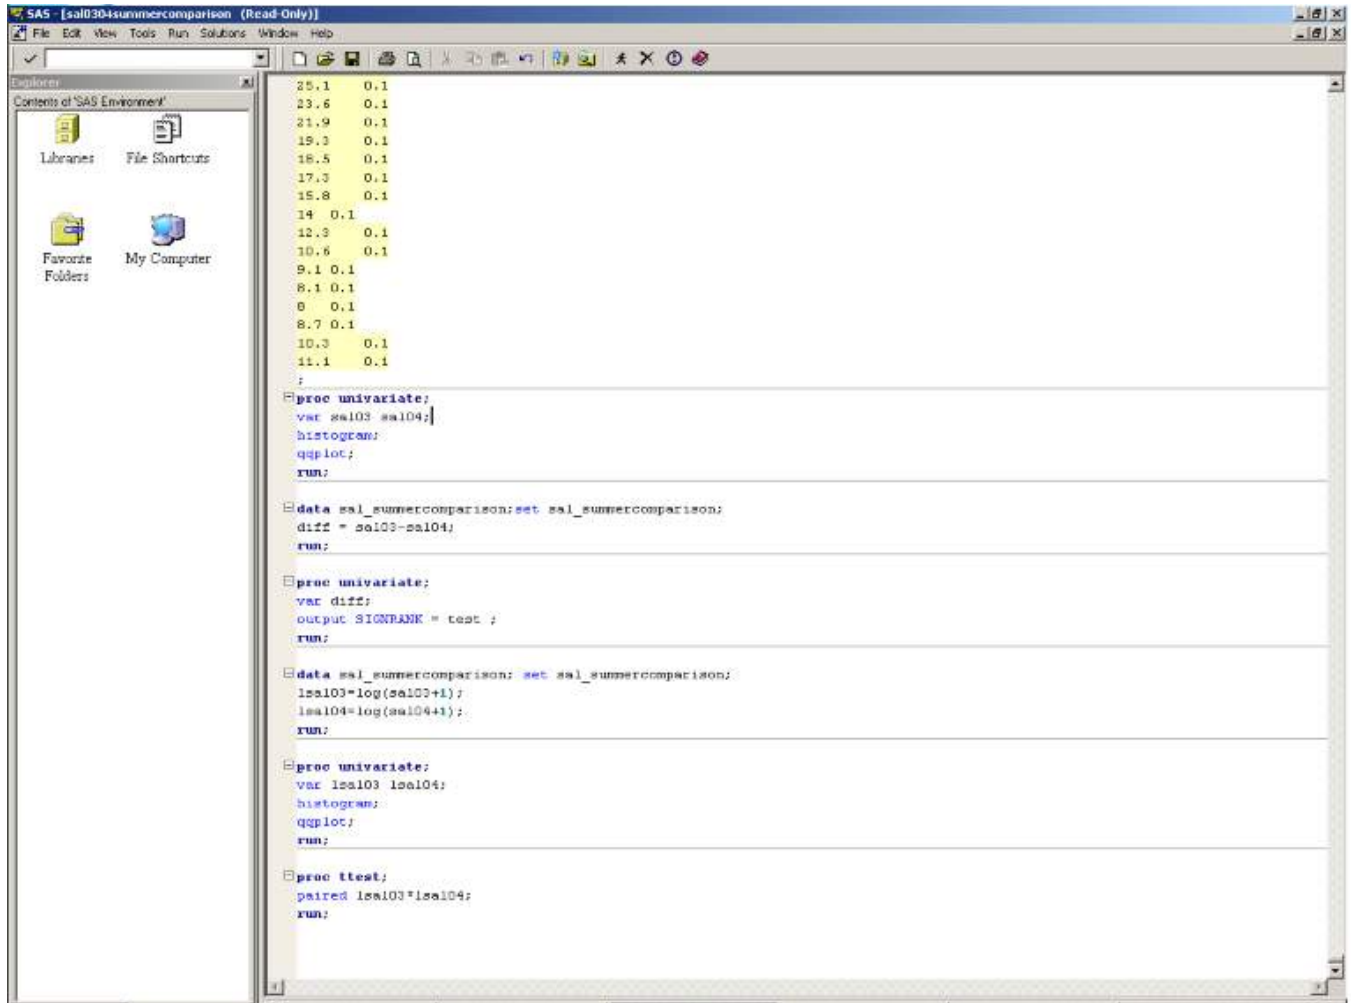 SAS - [sal0304summercomparison (Read-Only)]
File Edit View Tools Run Solutions Window Help
Explorer
Contents of 'SAS Environment'
Libraries
File Shortcuts
Favorite Folders
My Computer
25.1 0.1
23.6 0.1
21.9 0.1
19.3 0.1
18.5 0.1
17.3 0.1
15.8 0.1
14 0.1
12.3 0.1
10.6 0.1
9.1 0.1
8.1 0.1
8 0.1
8.7 0.1
10.3 0.1
11.1 0.1
;
proc univariate;
var sal03 sal04;
histogram;
qqplot;
run;
data sal_summercomparison;set sal_summercomparison;
diff = sal03-sal04;
run;
proc univariate;
var diff;
output SIGNRANK = test ;
run;
data sal_summercomparison; set sal_summercomparison;
lsal03=log(sal03+1);
lsal04=log(sal04+1);
run;
proc univariate;
var lsal03 lsal04;
histogram;
qqplot;
run;
proc ttest;
paired lsal03*lsal04;
run;